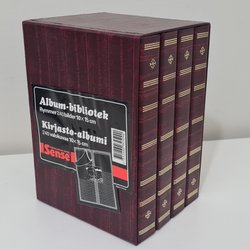 Album-bibliotek
Rymmer 240 bilder 10 x 15 cm
Kirjasto-albumi
240 valokuvaa 10 x 15 cm
Sense